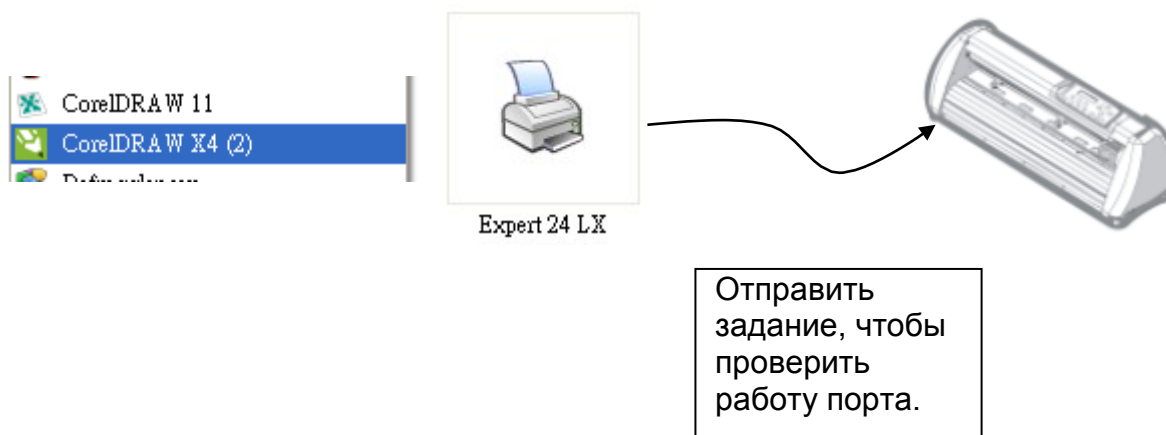 CorelDRAW 11
CorelDRAW X4 (2)
Expert 24 LX
Отправить
задание, чтобы
проверить
работу порта.